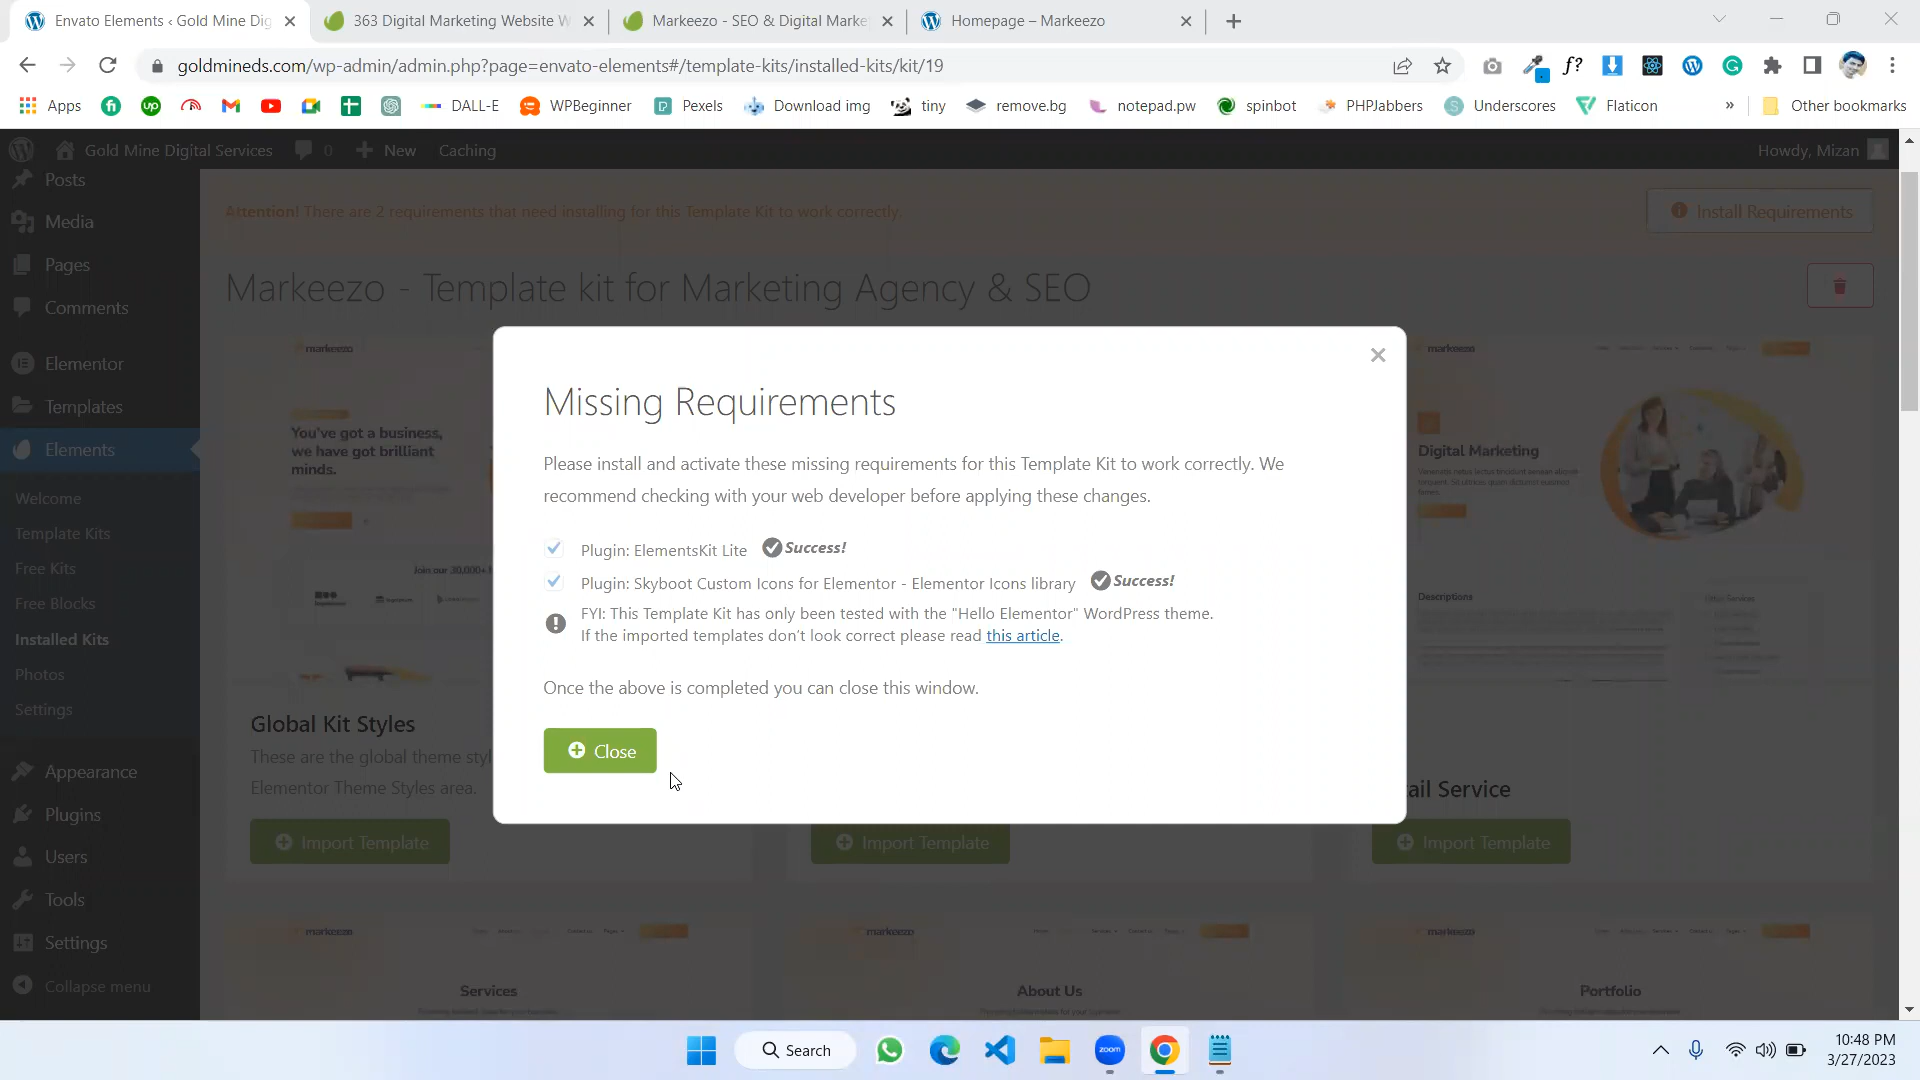 Envato Elements ‹ Gold Mine Dig
363 Digital Marketing Website W
Markeezo - SEO & Digital Marke
Homepage – Markeezo
goldmineds.com/wp-admin/admin.php?page=envato-elements#/template-kits/installed-kits/kit/19
Apps
DALL-E
WPBeginner
Pexels
Download img
tiny
remove.bg
notepad.pw
spinbot
PHPJabbers
Underscores
Flaticon
»
Other bookmarks
Gold Mine Digital Services
0
New
Caching
Howdy, Mizan
Posts
Media
Pages
Comments
Elementor
Templates
Elements
Welcome
Template Kits
Free Kits
Free Blocks
Installed Kits
Photos
Settings
Appearance
Plugins
Users
Tools
Settings
Collapse menu
Attention! There are 2 requirements that need installing for this Template Kit to work correctly.
Install Requirements
Markeezo - Template kit for Marketing Agency & SEO
markeezo
You've got a business,
we have got brilliant
minds.
Join our 30,000+
Global Kit Styles
These are the global theme styl
Elementor Theme Styles area.
Import Template
Missing Requirements
Please install and activate these missing requirements for this Template Kit to work correctly. We
recommend checking with your web developer before applying these changes.
Plugin: ElementsKit Lite
Success!
Plugin: Skyboot Custom Icons for Elementor - Elementor Icons library
Success!
FYI: This Template Kit has only been tested with the "Hello Elementor" WordPress theme.
If the imported templates don't look correct please read this article.
Once the above is completed you can close this window.
Close
Import Template
markeezo
Digital Marketing
Descriptions
ail Service
Import Template
markeezo
Services
markeezo
About Us
markeezo
Portfolio
Search
zoom
10:48 PM
3/27/2023